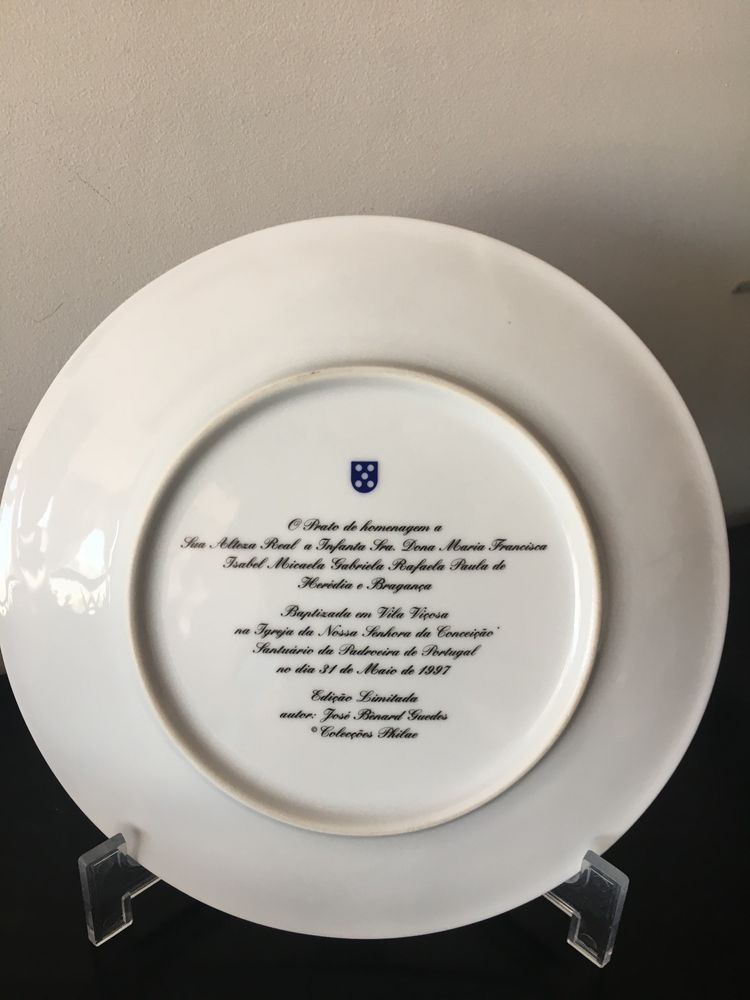 O Prato de homenagem a
Sua Alteza Real a Infanta Sra. Dona Maria Francisca
Isabel Micaela Gabriela Rafaela Paula de
Herédia e Bragança
Baptizada em Vila Viçosa
na Igreja da Nossa Senhora da Conceição
Santuário da Padroeira de Portugal
no dia 31 de Maio de 1997
Edição Limitada
autor: José Bènard Guedes
© Colecções Philae